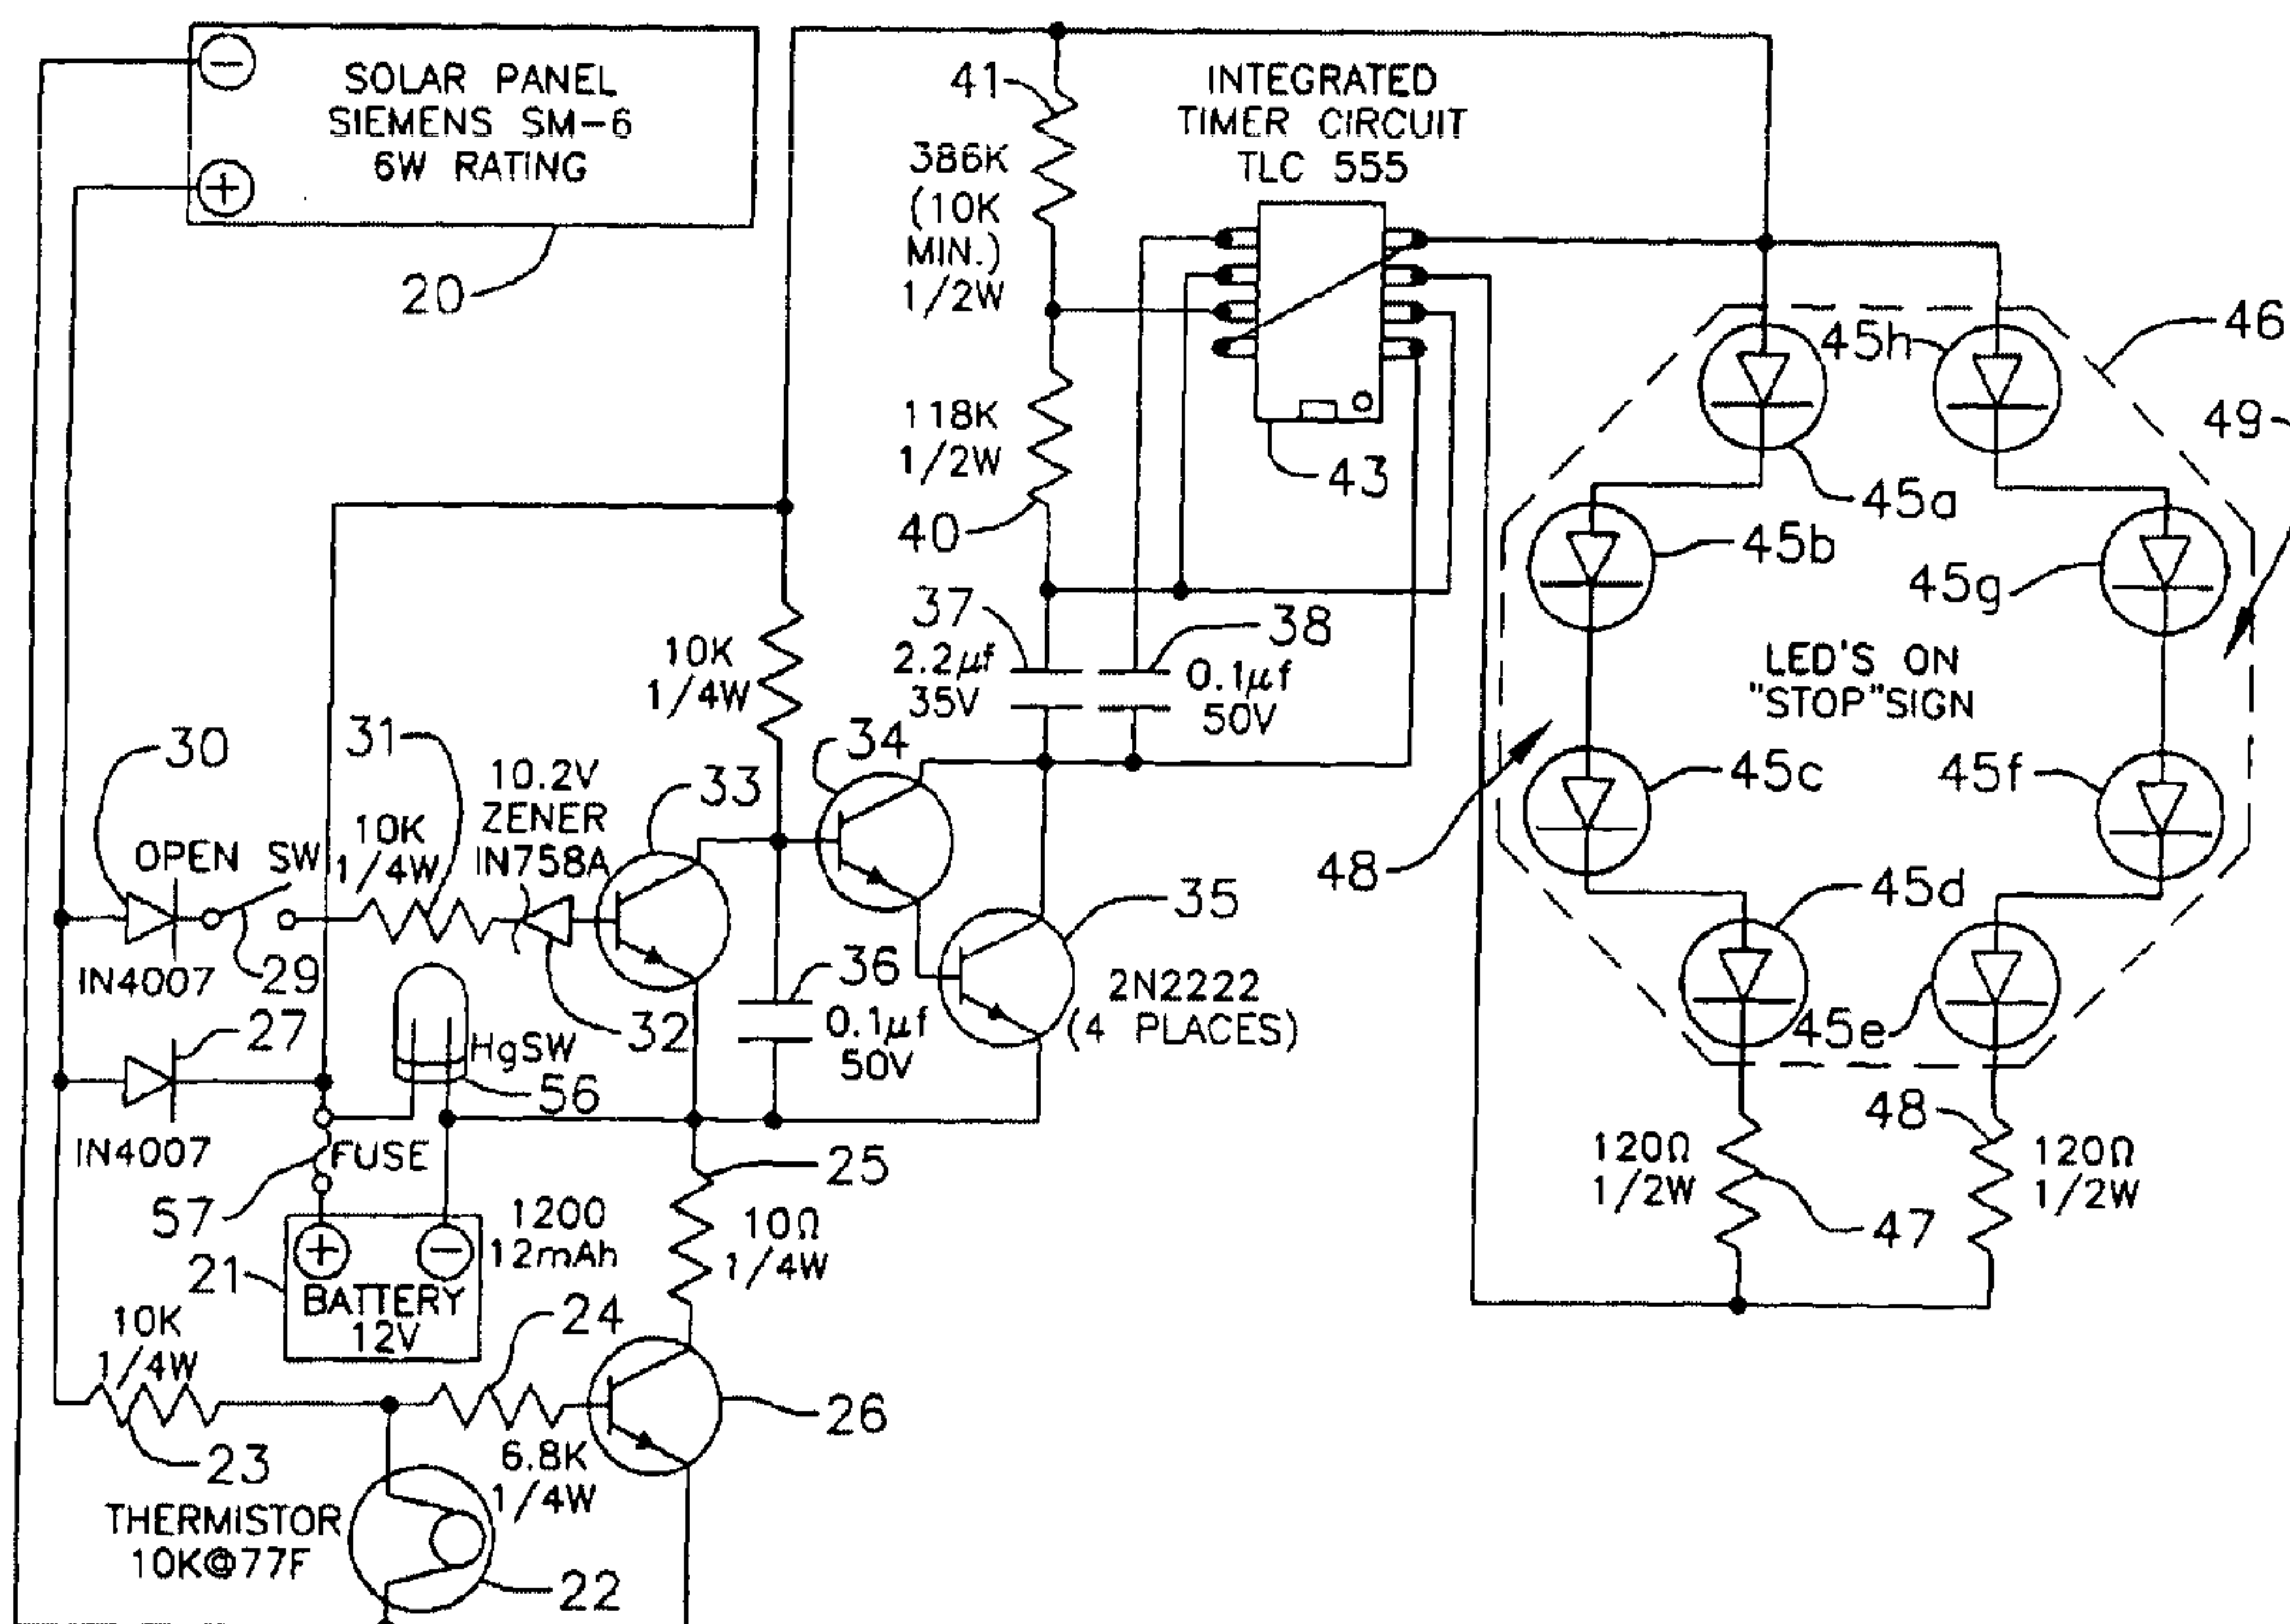 SOLAR PANEL
SIEMENS SM-6
6W RATING
20
41
386K
(10K
MIN.)
1/2W
INTEGRATED
TIMER CIRCUIT
TLC 555
43
118K
1/2W
40
46
49
45h
45a
45b
45g
LED'S ON
"STOP"SIGN
48
45c
45f
45d
45e
37
2.2µf
35V
38
0.1µf
50V
10K
1/4W
34
30
31
10.2V
ZENER
IN758A
33
OPEN SW
10K
1/4W
IN4007
29
32
36
0.1µf
50V
35
2N2222
(4 PLACES)
27
HgSW
56
IN4007
FUSE
57
25
10Ω
1/4W
1200
12mAh
21
BATTERY
12V
120Ω
1/2W
47
48
120Ω
1/2W
10K
1/4W
24
23
6.8K
1/4W
26
THERMISTOR
10K@77F
22